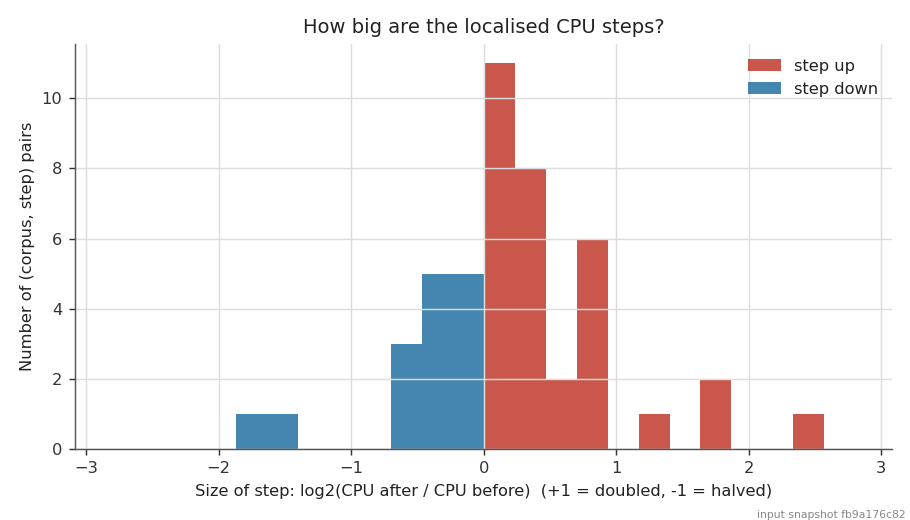 How big are the localised CPU steps?
step up
step down
Number of (corpus, step) pairs
10
8
6
4
2
0
−3 −2 −1 0 1 2 3
Size of step: log2(CPU after / CPU before)  (+1 = doubled, -1 = halved)
input snapshot fb9a176c82